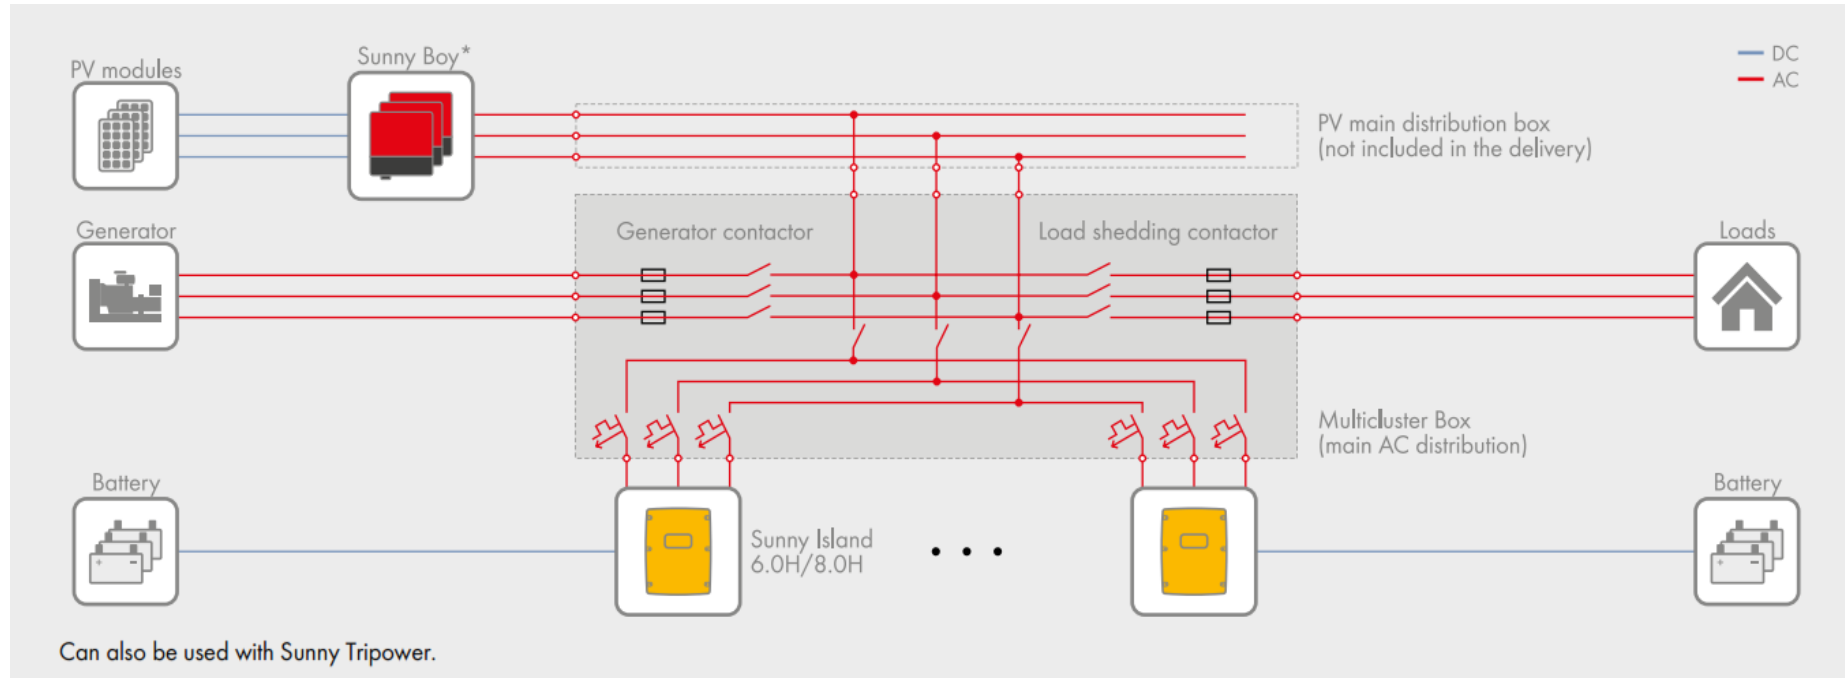 Sunny Boy*
PV modules
DC
AC
PV main distribution box
(not included in the delivery)
Generator
Generator contactor
Load shedding contactor
Loads
Multicluster Box
(main AC distribution)
Battery
Battery
Sunny Island
6.0H/8.0H
Can also be used with Sunny Tripower.